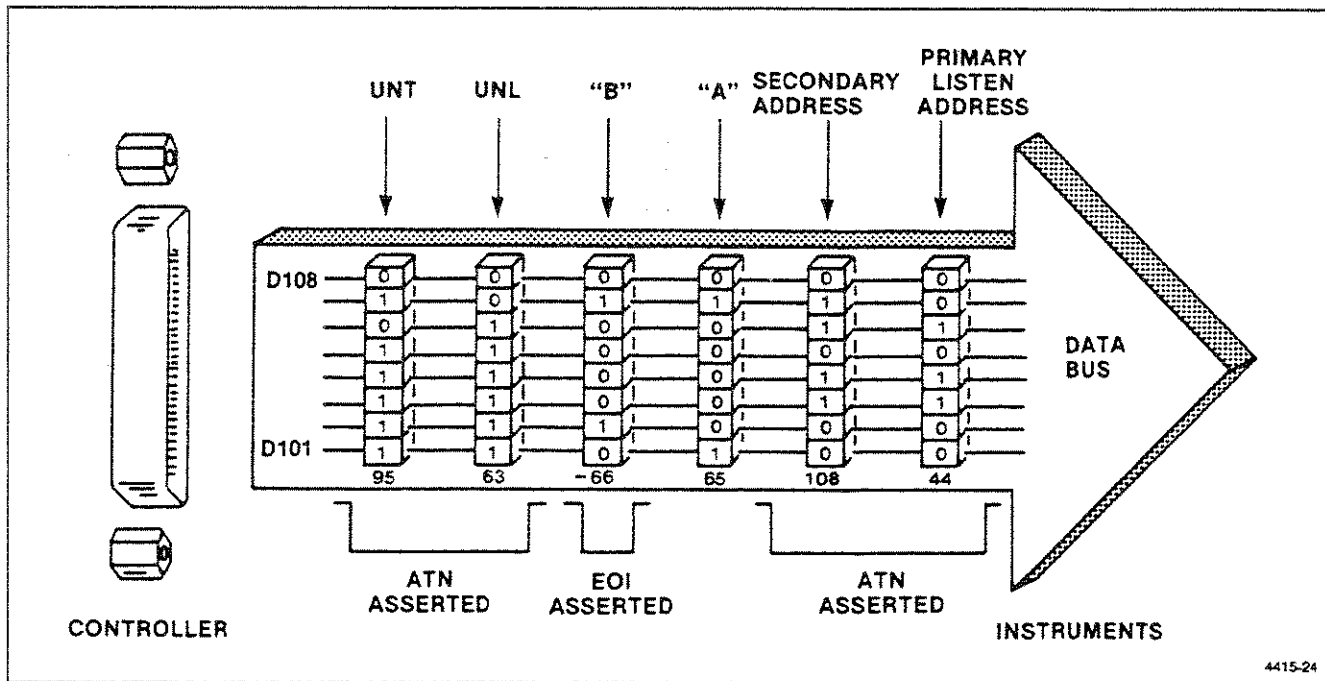 UNT UNL "B" "A" SECONDARY ADDRESS PRIMARY LISTEN ADDRESS
D108 0 0 0 0 0 0
1 0 1 1 1 0
0 1 0 0 1 1
1 1 0 0 0 0
1 1 0 0 1 1
1 1 0 0 1 1
1 1 1 0 0 0
D101 1 1 0 1 0 0
95 63 -66 65 108 44
ATN ASSERTED
EOI ASSERTED
ATN ASSERTED
DATA
BUS
CONTROLLER
INSTRUMENTS
4415-24